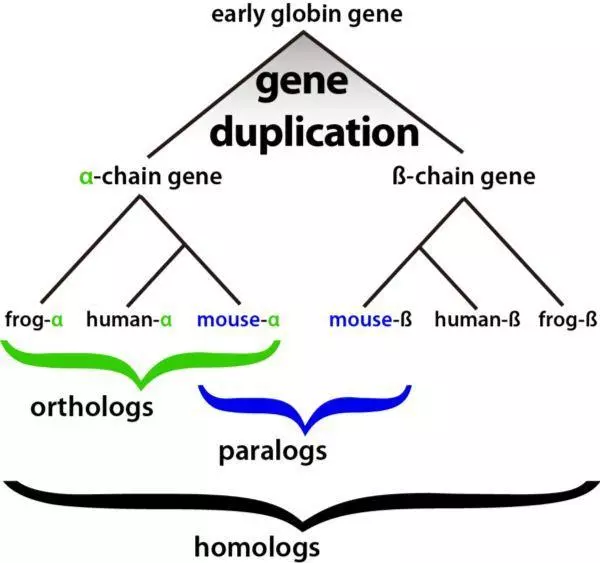 early globin gene
gene
duplication
α-chain gene
ß-chain gene
frog-α human-α mouse-α mouse-ß human-ß frog-ß
orthologs
paralogs
homologs